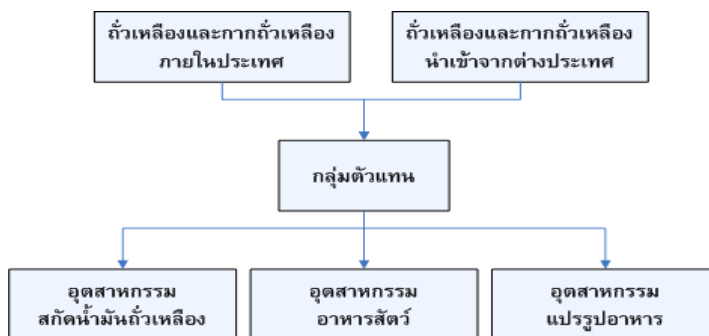 ถั่วเหลืองและกากถั่วเหลือง
ภายในประเทศ
ถั่วเหลืองและกากถั่วเหลือง
นำเข้าจากต่างประเทศ
กลุ่มตัวแทน
อุตสาหกรรม
สกัดน้ำมันถั่วเหลือง
อุตสาหกรรม
อาหารสัตว์
อุตสาหกรรม
แปรรูปอาหาร